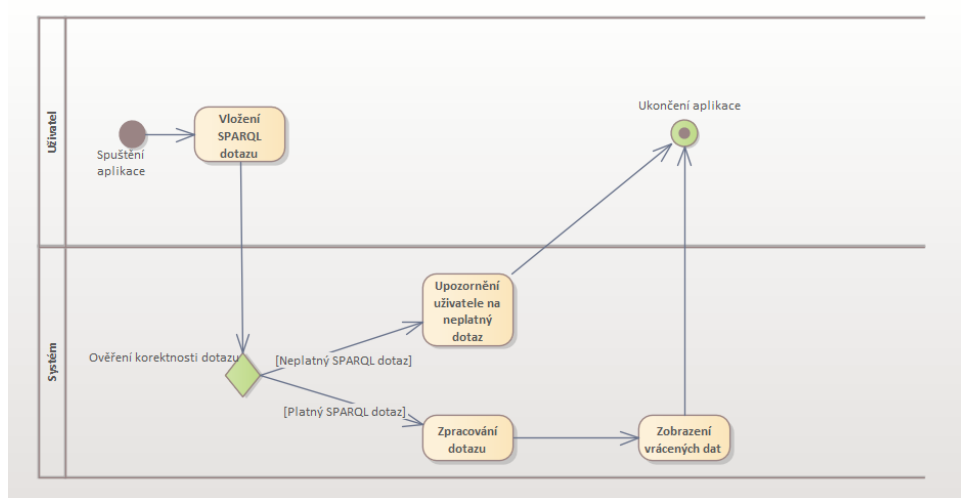 Uživatel
Spuštění
aplikace
Vložení
SPARQL
dotazu
Ukončení aplikace
Systém
Ověření korektnosti dotazu
[Neplatný SPARQL dotaz]
[Platný SPARQL dotaz]
Upozornění
uživatele na
neplatný
dotaz
Zpracování
dotazu
Zobrazení
vrácených dat